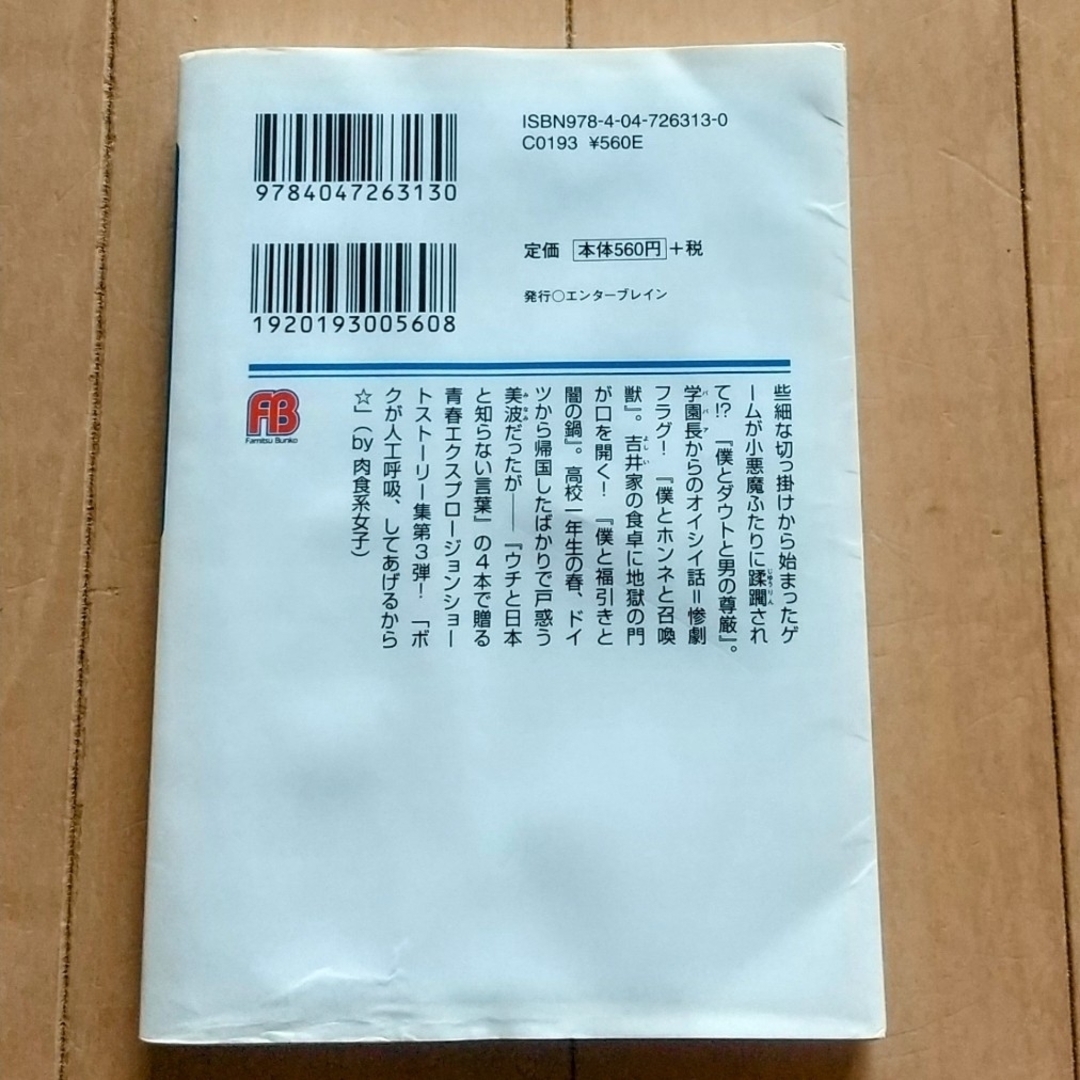 ISBN978-4-04-726313-0
C0193 ¥560E
9784047263130
定価 本体560円+税
発行○エンターブレイン
1920193005608
FB
Famitsu Bunko
些細な切っ掛けから始まったゲ
ームが小悪魔ふたりに蹂躙され
て!?『僕とダウトと男の尊厳』。
学園長からのオイシイ話=惨劇
フラグ!『僕とホンネと召喚
獣』。吉井家の食卓に地獄の門
が口を開く!『僕と福引きと
闇の鍋』。高校一年生の春、ドイ
ツから帰国したばかりで戸惑う
美波だったが――『ウチと日本
と知らない言葉』の4本で贈る
青春エクスプロージョンショー
トストーリー集第3弾!「ボ
クが人工呼吸、してあげるから
☆」(by 肉食系女子)